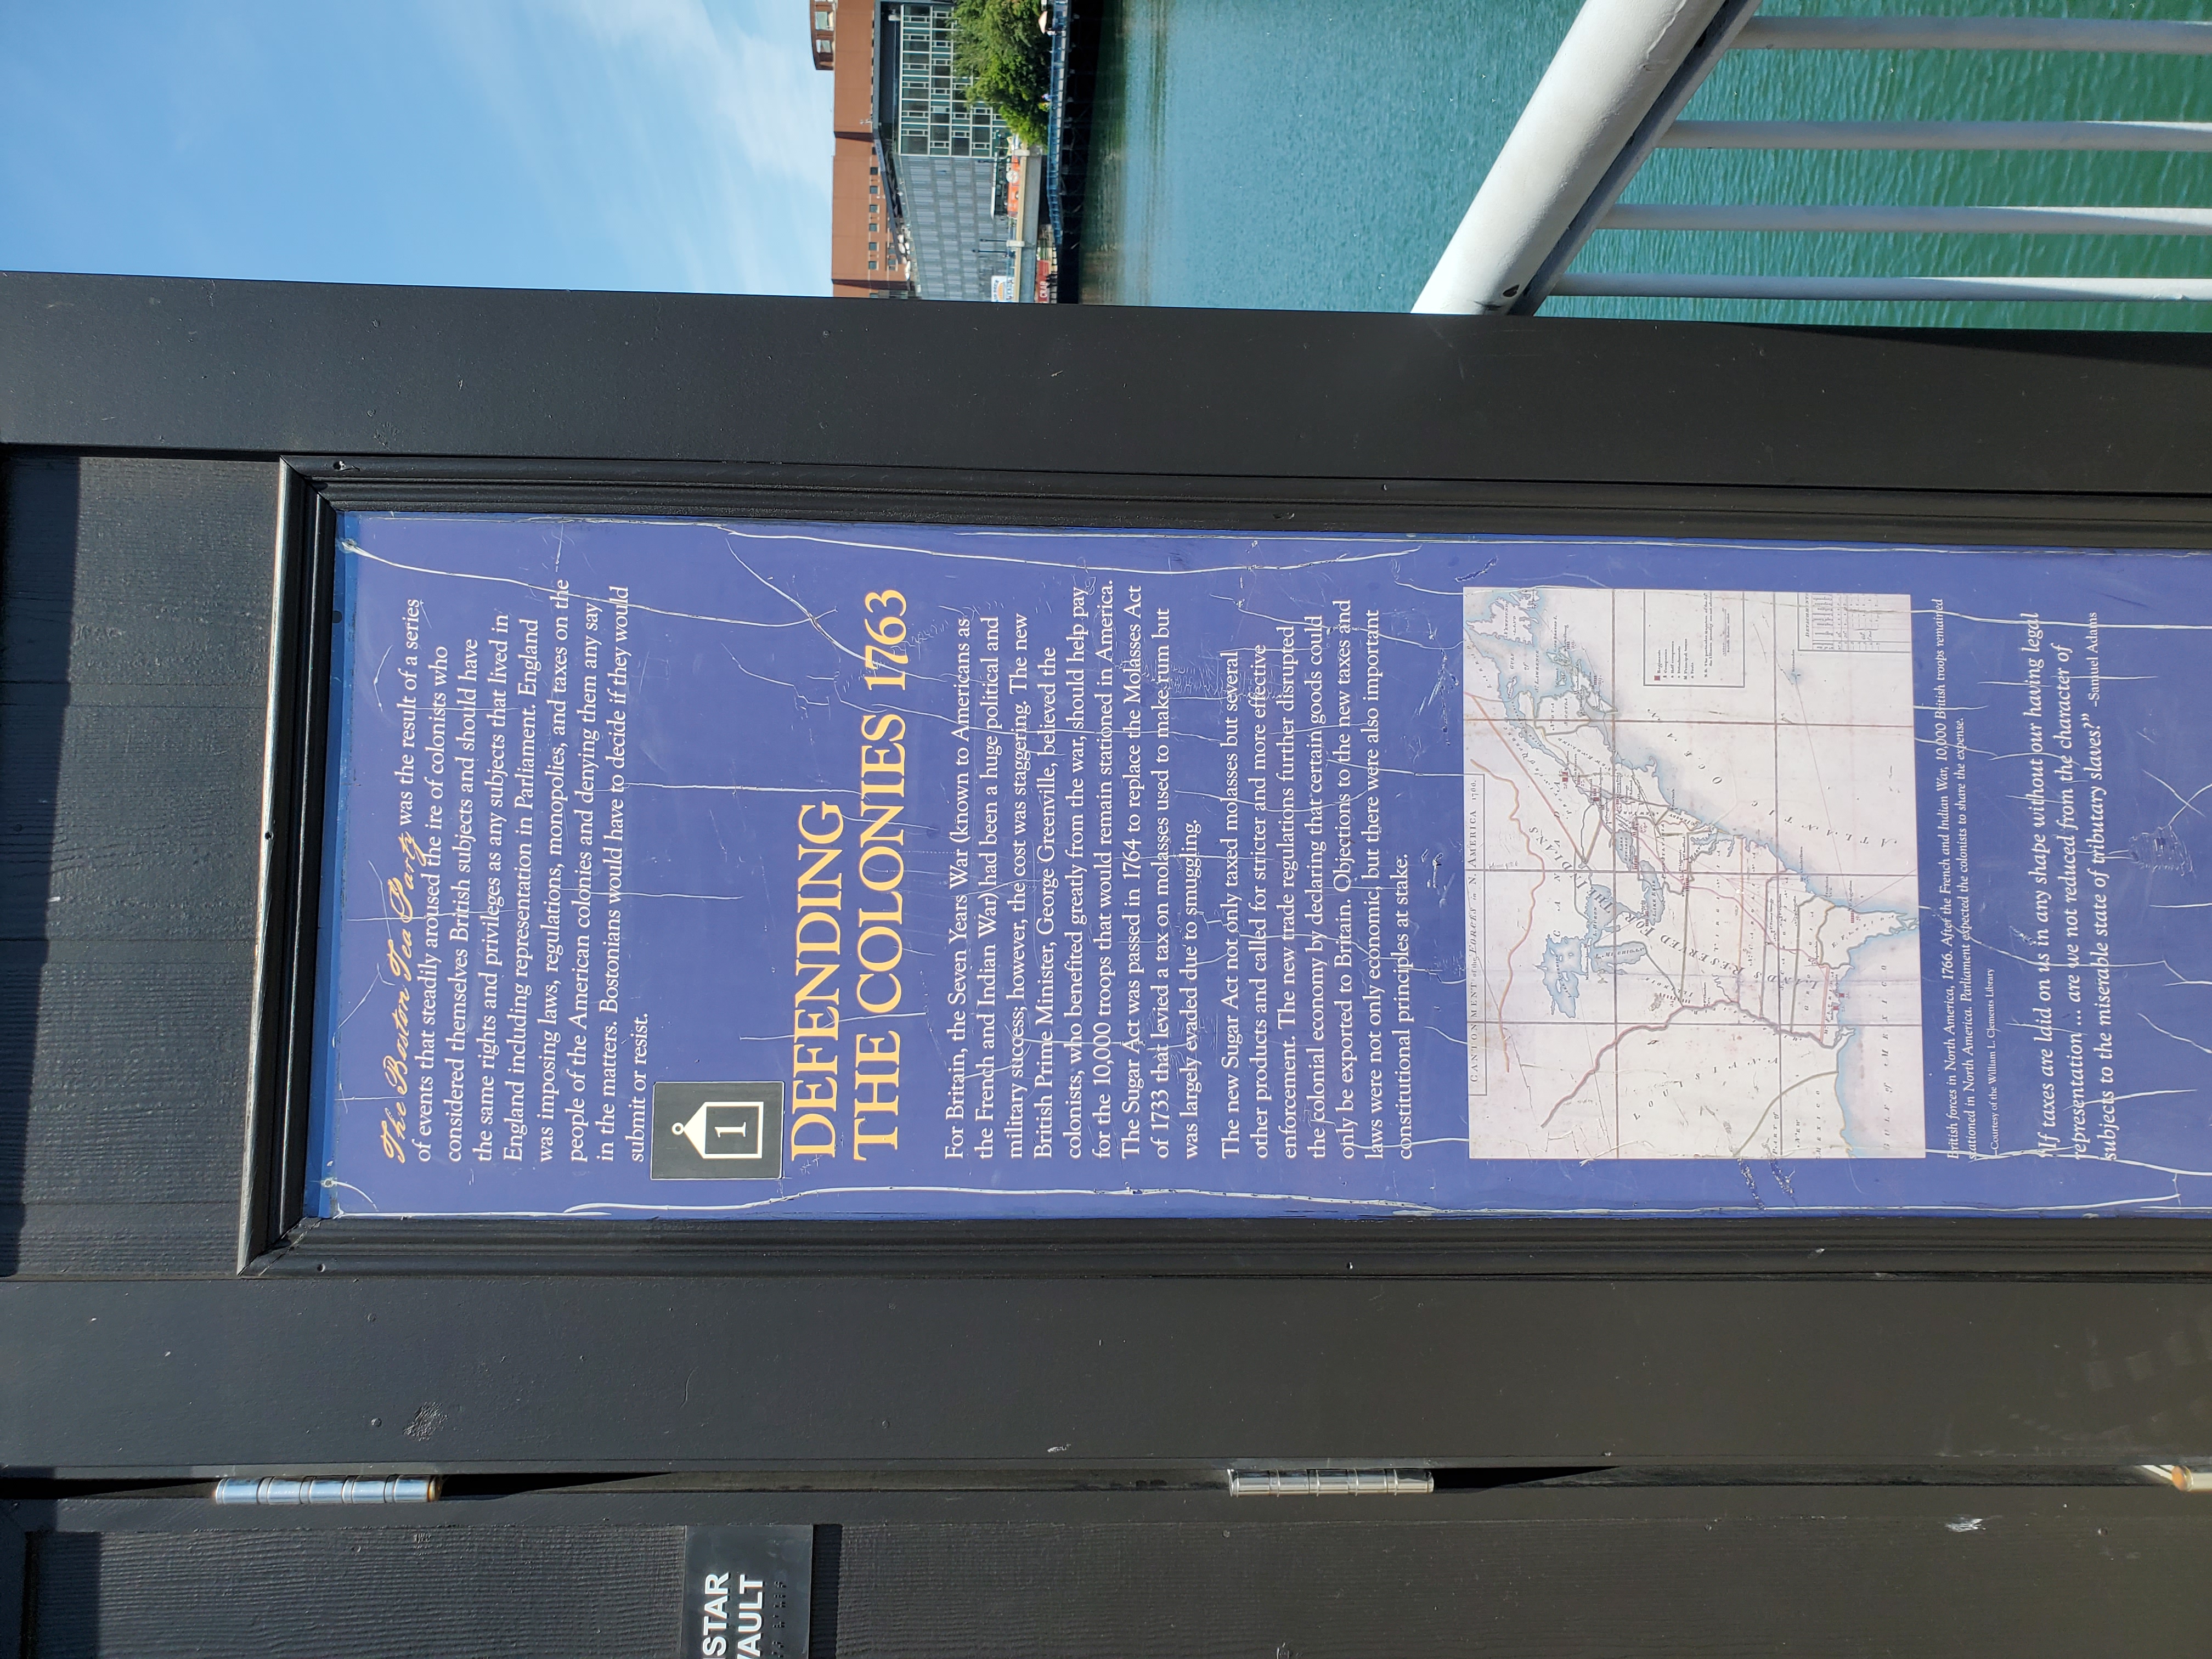 The Boston Tea Party was the result of a series
of events that steadily aroused the ire of colonists who
considered themselves British subjects and should have
the same rights and privileges as any subjects that lived in
England including representation in Parliament. England
was imposing laws, regulations, monopolies, and taxes on the
people of the American colonies and denying them any say
in the matters. Bostonians would have to decide if they would
submit or resist.
1
DEFENDING
THE COLONIES 1763
For Britain, the Seven Years War (known to Americans as
the French and Indian War) had been a huge political and
military success; however, the cost was staggering. The new
British Prime Minister, George Greenville, believed the
colonists, who benefited greatly from the war, should help pay
for the 10,000 troops that would remain stationed in America.
The Sugar Act was passed in 1764 to replace the Molasses Act
of 1733 that levied a tax on molasses used to make rum but
was largely evaded due to smuggling.
The new Sugar Act not only taxed molasses but several
other products and called for stricter and more effective
enforcement. The new trade regulations further disrupted
the colonial economy by declaring that certain goods could
only be exported to Britain. Objections to the new taxes and
laws were not only economic, but there were also important
constitutional principles at stake.
CANTONMENT of the FORCES in N. AMERICA 1766.
British forces in North America, 1766. After the French and Indian War, 10,000 British troops remained
stationed in North America. Parliament expected the colonists to share the expense.
-Courtesy of the William L. Clements Library
"If taxes are laid on us in any shape without our having legal
representation ... are we not reduced from the character of
subjects to the miserable state of tributary slaves?" -Samuel Adams
STAR
AULT